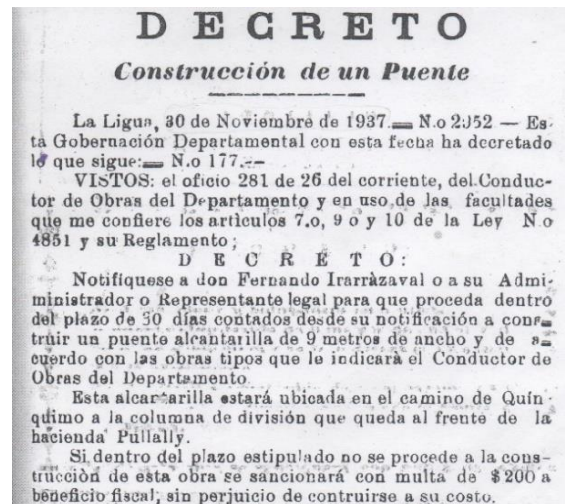 DECRETO
Construcción de un Puente
La Ligua, 30 de Noviembre de 1937.— N.o 2952 — Es-
ta Gobernación Departamental con esta fecha ha decretado
lo que sigue:— N.o 177.--
VISTOS: el oficio 281 de 26 del corriente, del Conduc-
tor de Obras del Departamento y en uso de las facultades
que me confiere los artículos 7.o, 9 o y 10 de la Ley N o
4851 y su Reglamento;
DECRETO:
Notifíquese a don Fernando Irarràzaval o a su Admi-
ministrador o Representante legal para que proceda dentro
del plazo de 30 días contados desde su notificación a cons-
truir un puente alcantarilla de 9 metros de ancho y de a-
cuerdo con las obras tipos que le indicará el Conductor de
Obras del Departamento
Esta alcantarilla estará ubicada en el camino de Quin-
quimo a la columna de división que queda al frente de la
hacienda Pullally.
Si dentro del plazo estipulado no se procede a la cons-
trucciòn de esta obra se sancionará con multa de $ 200 a
beneficio fiscal, sin perjuicio de contruirse a su costo.